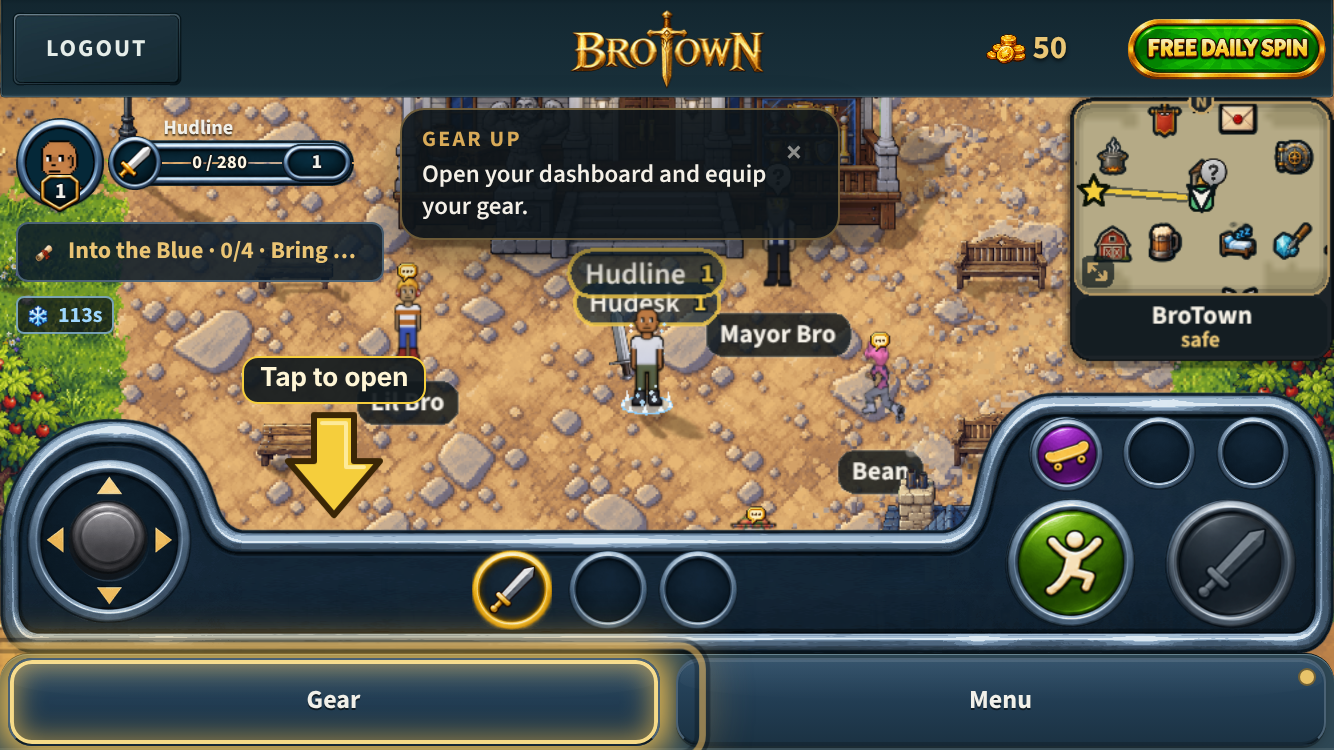 LOGOUT
BROTOWN
50
FREE DAILY SPIN
Hudline
0 / 280
1
1
GEAR UP
×
Open your dashboard and equip
your gear.
N
?
Into the Blue · 0/4 · Bring ...
113s
Hudline 1
Hudesk 1
Mayor Bro
BroTown
safe
Tap to open
Lil Bro
Bean
Gear
Menu